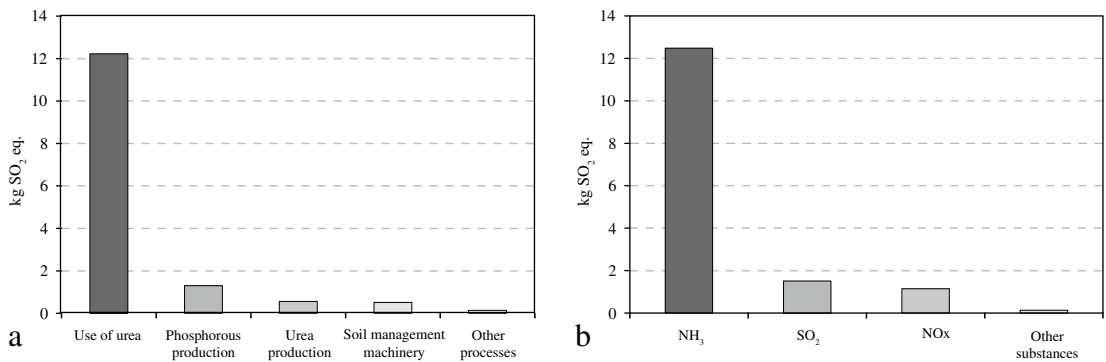 14
12
10
8
6
4
2
0
kg SO₂ eq.
Use of urea
Phosphorous
production
Urea
production
Soil management
machinery
Other
processes
a
14
12
10
8
6
4
2
0
kg SO₂ eq.
NH₃
SO₂
NOx
Other
substances
b